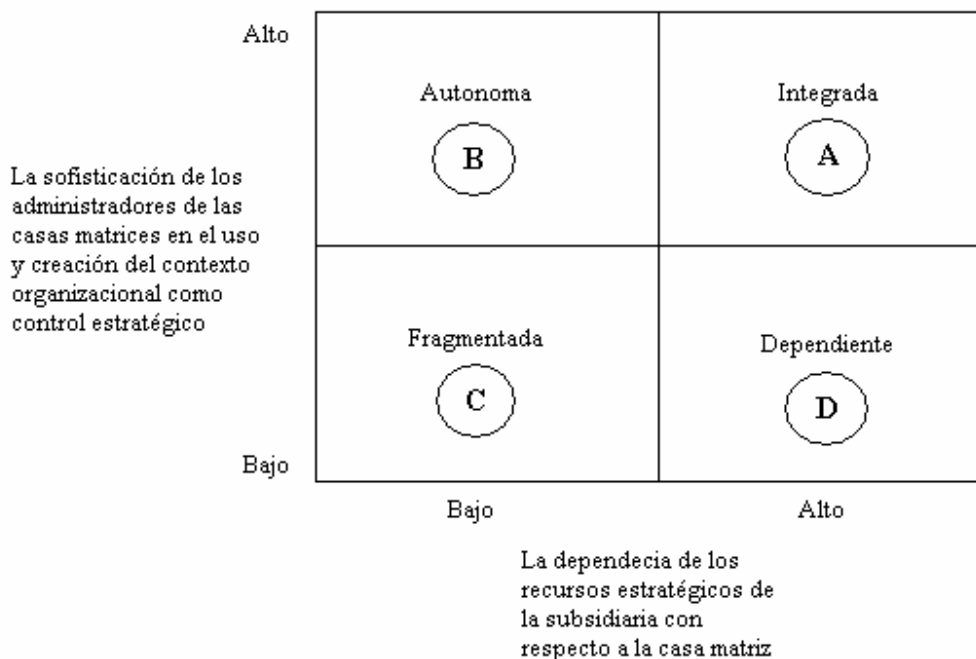 Alto
Autonoma
Integrada
B
A
La sofisticación de los
administradores de las
casas matrices en el uso
y creación del contexto
organizacional como
control estratégico
Fragmentada
Dependiente
C
D
Bajo
Bajo
Alto
La dependecia de los
recursos estratégicos de
la subsidiaria con
respecto a la casa matriz